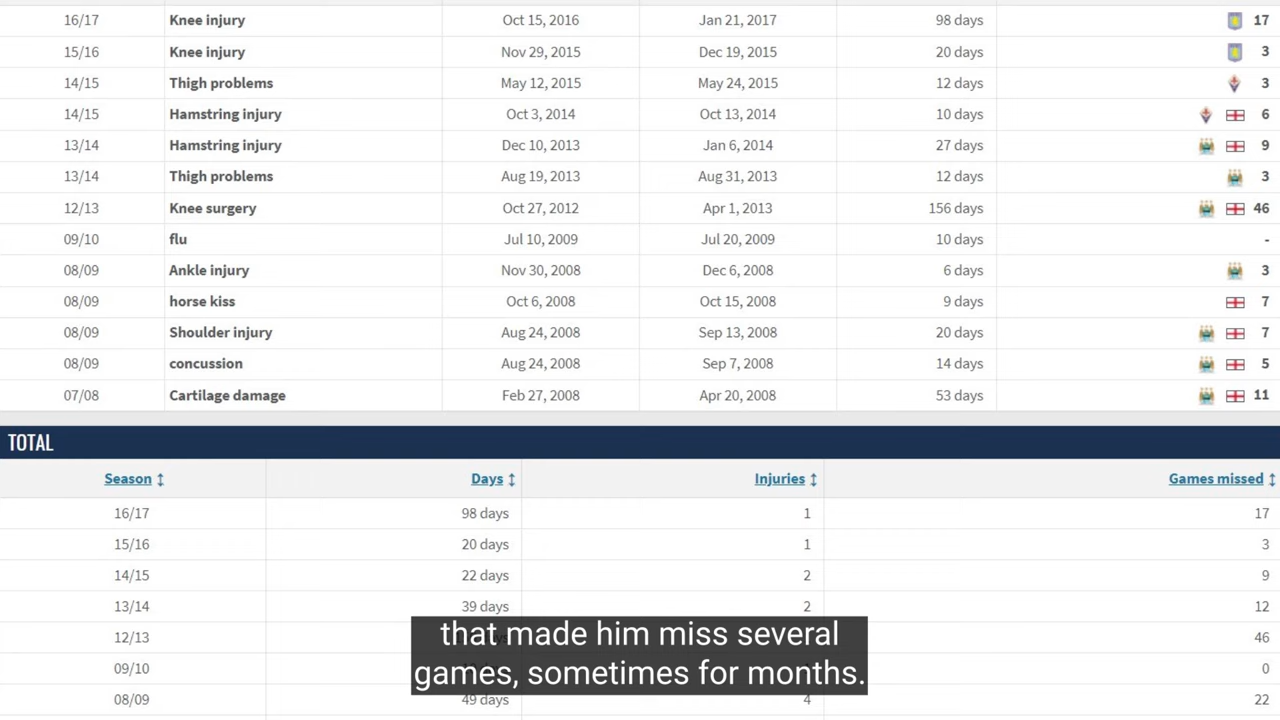 16/17 Knee injury Oct 15, 2016 Jan 21, 2017 98 days 17
15/16 Knee injury Nov 29, 2015 Dec 19, 2015 20 days 3
14/15 Thigh problems May 12, 2015 May 24, 2015 12 days 3
14/15 Hamstring injury Oct 3, 2014 Oct 13, 2014 10 days 6
13/14 Hamstring injury Dec 10, 2013 Jan 6, 2014 27 days 9
13/14 Thigh problems Aug 19, 2013 Aug 31, 2013 12 days 3
12/13 Knee surgery Oct 27, 2012 Apr 1, 2013 156 days 46
09/10 flu Jul 10, 2009 Jul 20, 2009 10 days -
08/09 Ankle injury Nov 30, 2008 Dec 6, 2008 6 days 3
08/09 horse kiss Oct 6, 2008 Oct 15, 2008 9 days 7
08/09 Shoulder injury Aug 24, 2008 Sep 13, 2008 20 days 7
08/09 concussion Aug 24, 2008 Sep 7, 2008 14 days 5
07/08 Cartilage damage Feb 27, 2008 Apr 20, 2008 53 days 11
TOTAL
Season Days Injuries Games missed
16/17 98 days 1 17
15/16 20 days 1 3
14/15 22 days 2 9
13/14 39 days 2 12
12/13 46
09/10 0
08/09 49 days 4 22
that made him miss several
games, sometimes for months.